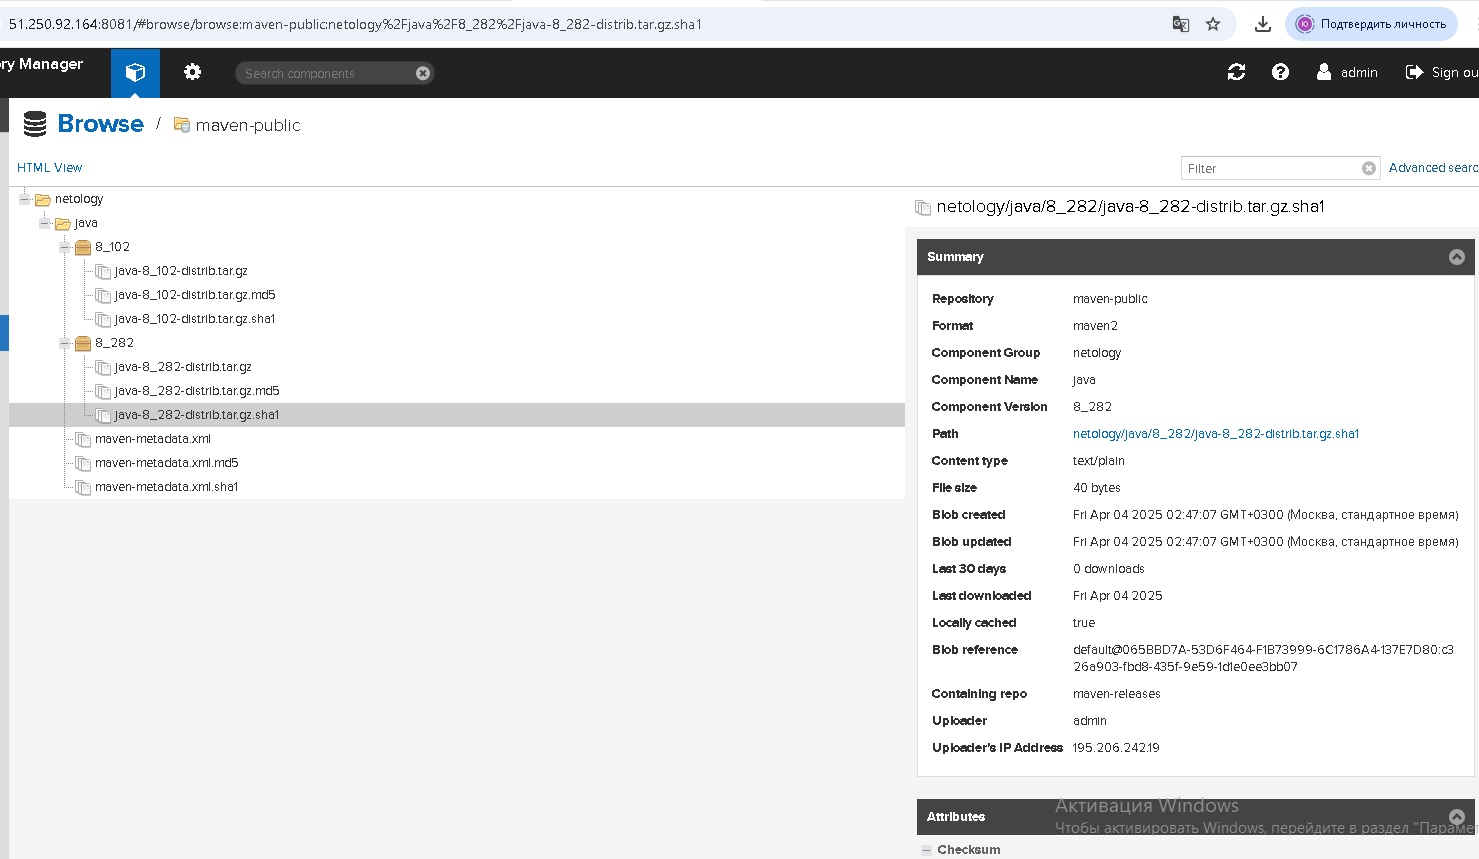 51.250.92.164:8081/#browse/browse:maven-public:netology%2Fjava%2F8_282%2Fjava-8_282-distrib.tar.gz.sha1
Подтвердить личность
ry Manager
Search components
admin
Sign ou
Browse / maven-public
HTML View
Filter
Advanced searc
netology
java
8_102
java-8_102-distrib.tar.gz
java-8_102-distrib.tar.gz.md5
java-8_102-distrib.tar.gz.sha1
8_282
java-8_282-distrib.tar.gz
java-8_282-distrib.tar.gz.md5
java-8_282-distrib.tar.gz.sha1
maven-metadata.xml
maven-metadata.xml.md5
maven-metadata.xml.sha1
netology/java/8_282/java-8_282-distrib.tar.gz.sha1
Summary
Repository maven-public
Format maven2
Component Group netology
Component Name java
Component Version 8_282
Path netology/java/8_282/java-8_282-distrib.tar.gz.sha1
Content type text/plain
File size 40 bytes
Blob created Fri Apr 04 2025 02:47:07 GMT+0300 (Москва, стандартное время)
Blob updated Fri Apr 04 2025 02:47:07 GMT+0300 (Москва, стандартное время)
Last 30 days 0 downloads
Last downloaded Fri Apr 04 2025
Locally cached true
Blob reference default@065BBD7A-53D6F464-F1B73999-6C1786A4-137E7D80:c3
26a903-fbd8-435f-9e59-1d1e0ee3bb07
Containing repo maven-releases
Uploader admin
Uploader's IP Address 195.206.242.19
Attributes
Активация Windows
Чтобы активировать Windows, перейдите в раздел "Парамет
Checksum